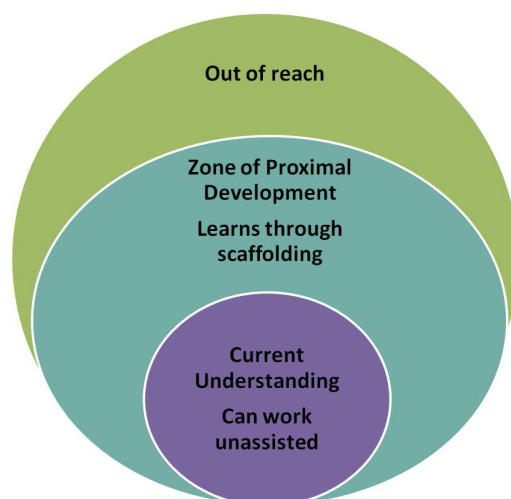 Out of reach
Zone of Proximal
Development
Learns through
scaffolding
Current
Understanding
Can work
unassisted